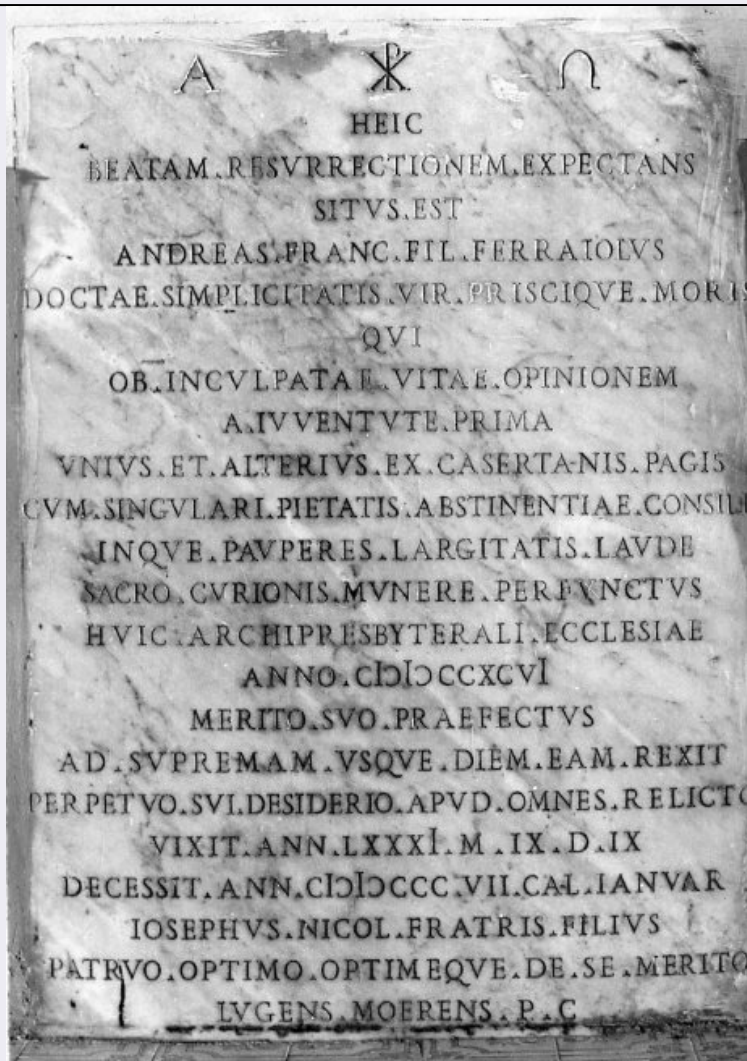 Α ☧ Ω
HEIC
BEATAM.RESVRRECTIONEM.EXPECTANS
SITVS.EST
ANDREAS.FRANC.FIL.FERRAIOLVS
DOCTAE.SIMPLICITATIS.VIR.PRISCIQVE.MORIS
QVI
OB.INCVLPATAE.VITAE.OPINIONEM
A.IVVENTVTE.PRIMA
VNIVS.ET.ALTERIVS.EX.CASERTANIS.PAGIS
CVM.SINGVLARI.PIETATIS.ABSTINENTIAE.CONSILI
INQVE.PAVPERES.LARGITATIS.LAVDE
SACRO.CVRIONIS.MVNERE.PERFVNCTVS
HVIC.ARCHIPRESBYTERALI.ECCLESIAE
ANNO.CIƆIƆCCXCVI
MERITO.SVO.PRAEFECTVS
AD.SVPREMAM.VSQVE.DIEM.EAM.REXIT
PERPETVO.SVI.DESIDERIO.APVD.OMNES.RELICTO
VIXIT.ANN.LXXXI.M.IX.D.IX
DECESSIT.ANN.CIƆIƆCCC.VII.CAL.IANVAR
IOSEPHVS.NICOL.FRATRIS.FILIVS
PATRVO.OPTIMO.OPTIMEQVE.DE.SE.MERITO
LVGENS.MOERENS.P.C